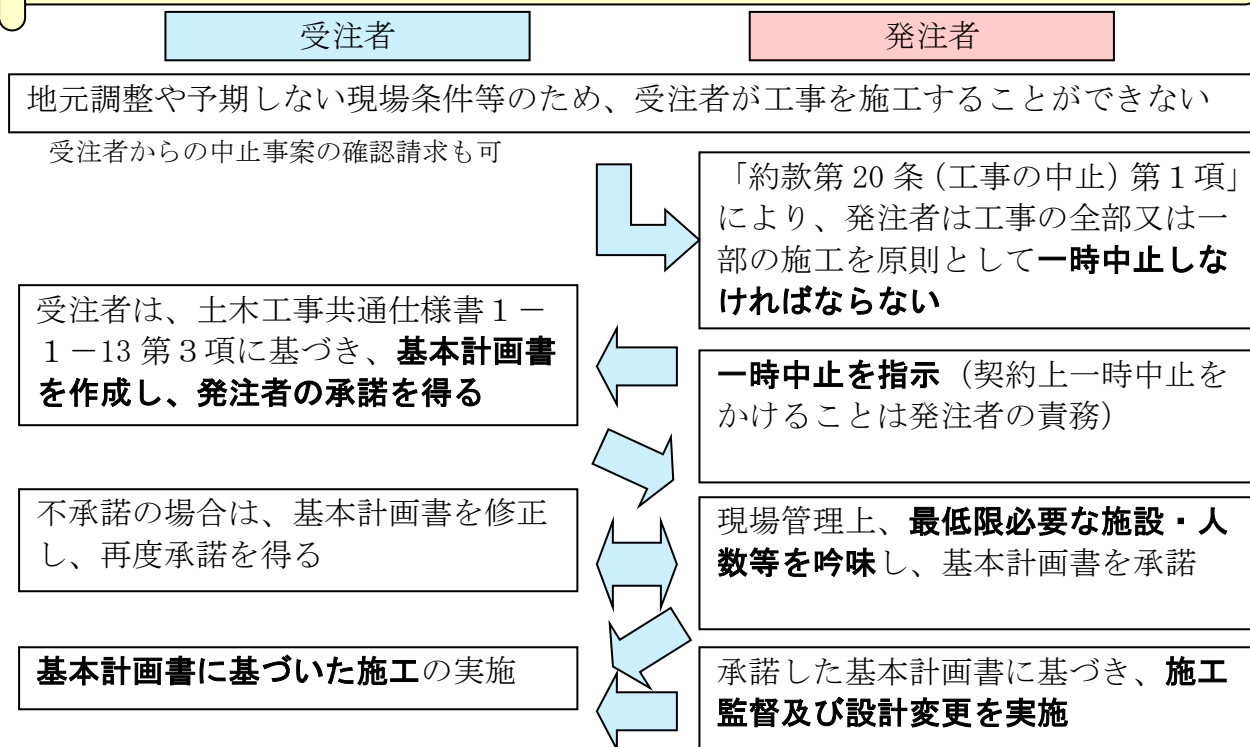 受注者
発注者
地元調整や予期しない現場条件等のため、受注者が工事を施工することができない
受注者からの中止事案の確認請求も可
「約款第 20 条(工事の中止)第1項」
により、発注者は工事の全部又は一
部の施工を原則として一時中止しな
ければならない
受注者は、土木工事共通仕様書1-
1-13 第3項に基づき、基本計画書
を作成し、発注者の承諾を得る
一時中止を指示(契約上一時中止を
かけることは発注者の責務)
不承諾の場合は、基本計画書を修正
し、再度承諾を得る
現場管理上、最低限必要な施設・人
数等を吟味し、基本計画書を承諾
基本計画書に基づいた施工の実施
承諾した基本計画書に基づき、施工
監督及び設計変更を実施